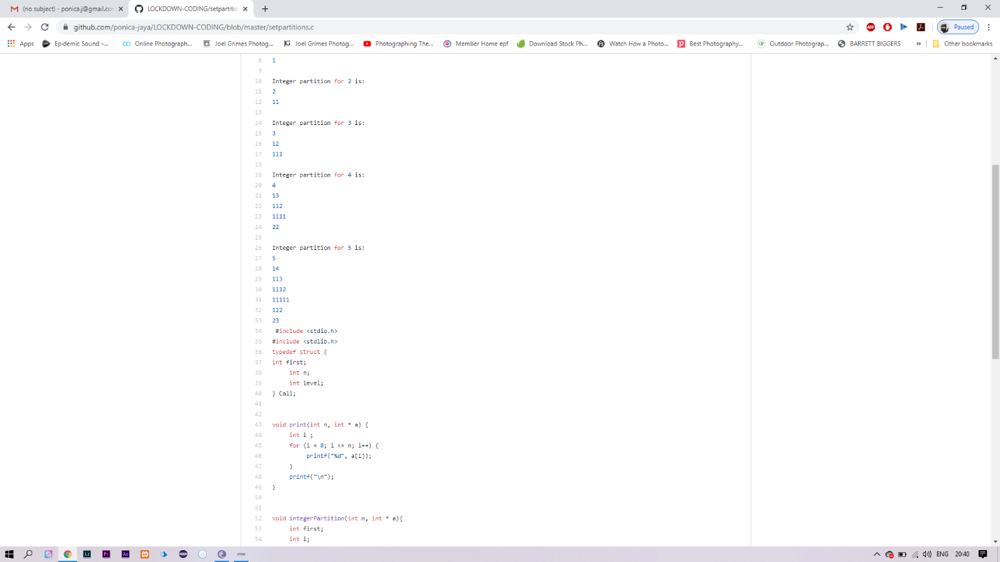 (no subject) - ponica.j@gmail.con
LOCKDOWN-CODING/setpartitio
github.com/ponica-jaya/LOCKDOWN-CODING/blob/master/setpartitions.c
ABP
Paused
Apps
Epidemic Sound –...
Online Photograph...
Joel Grimes Photog...
JG Joel Grimes Photog...
Photographing The...
Member Home epf
Download Stock Ph...
Watch How a Photo...
Best Photography...
Outdoor Photograp...
BARRETT BIGGERS
»
Other bookmarks
8 1
9
10 Integer partition for 2 is:
11 2
12 11
13
14 Integer partition for 3 is:
15 3
16 12
17 111
18
19 Integer partition for 4 is:
20 4
21 13
22 112
23 1111
24 22
25
26 Integer partition for 5 is:
27 5
28 14
29 113
30 1112
31 11111
32 122
33 23
34 #include <stdio.h>
35 #include <stdlib.h>
36 typedef struct {
37 int first;
38 int n;
39 int level;
40 } Call;
41
42
43 void print(int n, int * a) {
44 int i ;
45 for (i = 0; i <= n; i++) {
46 printf("%d", a[i]);
47 }
48 printf("\n");
49 }
50
51
52 void integerPartition(int n, int * a){
53 int first;
54 int i;
Lr
Pr
Ae
ENG
20:40